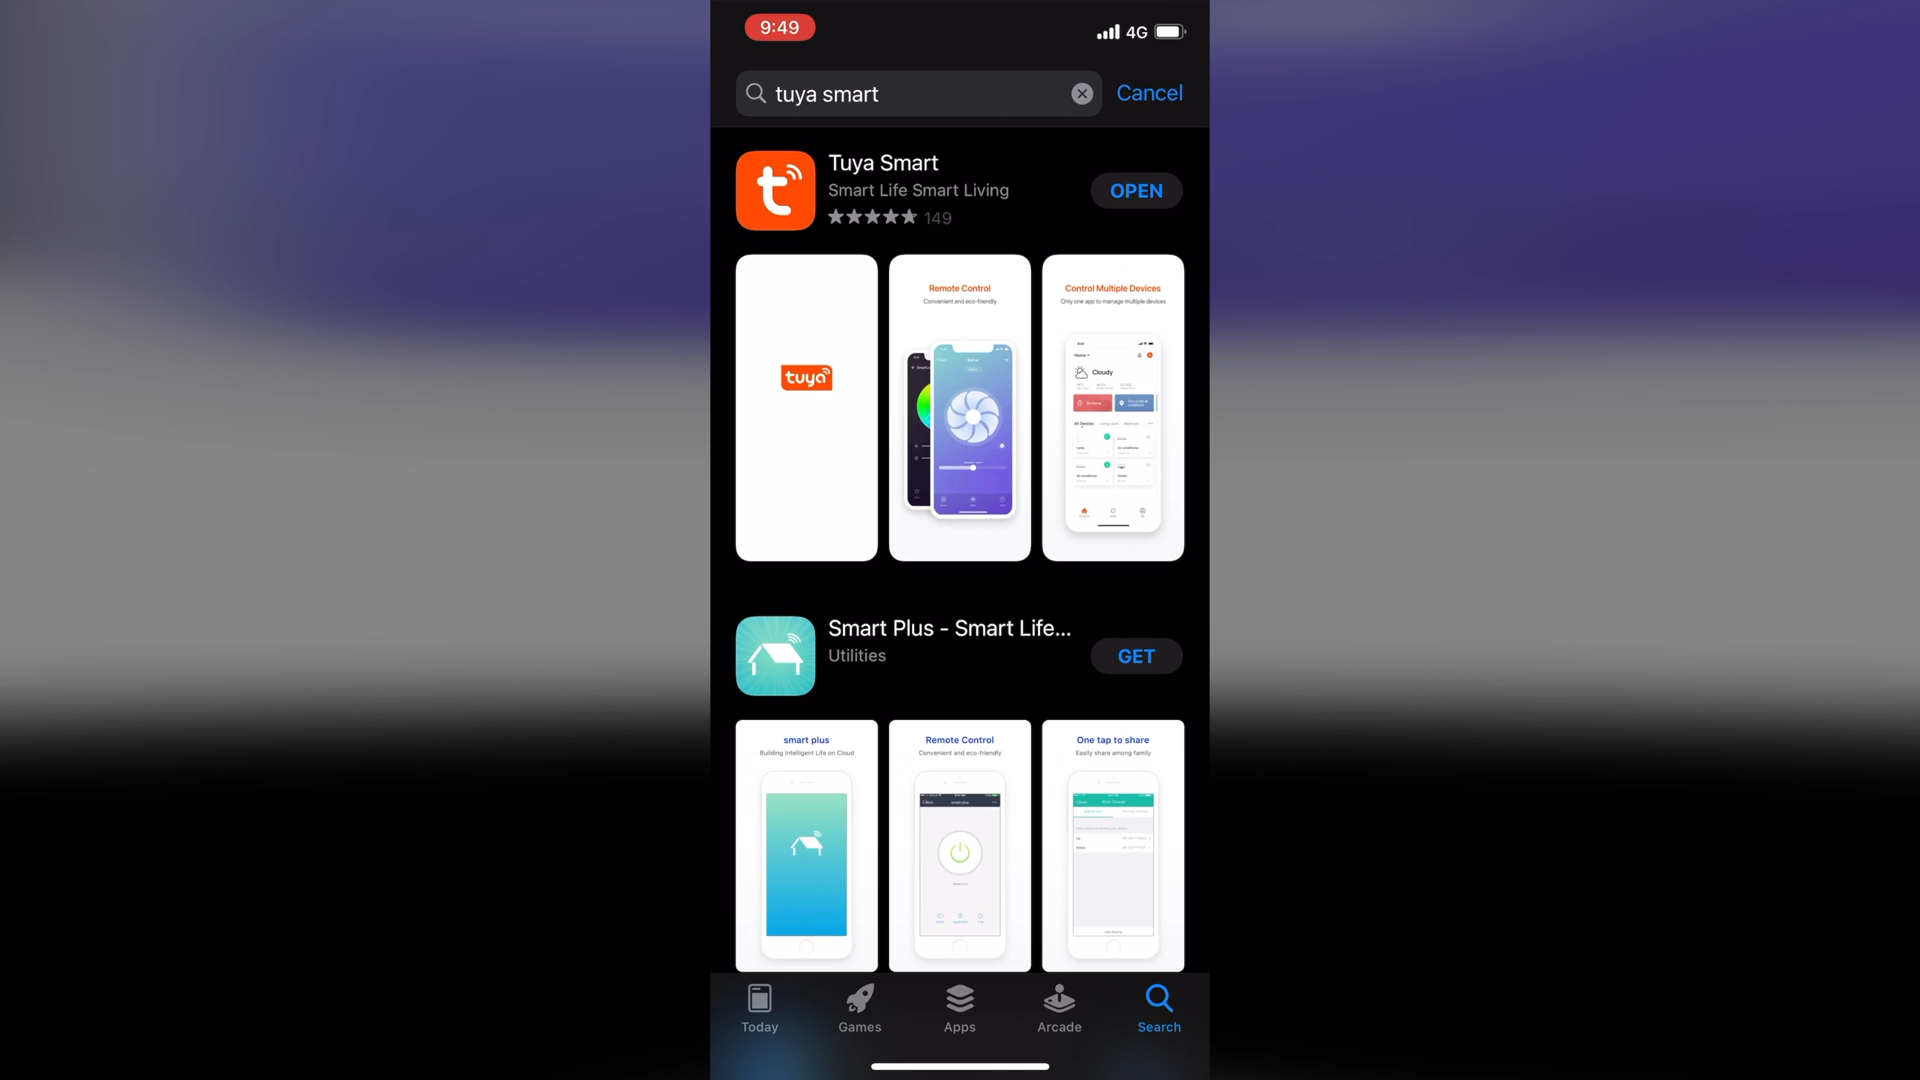 9:49
4G
tuya smart
Cancel
Tuya Smart
Smart Life Smart Living
149
OPEN
tuya
Remote Control
Convenient and eco-friendly
Control Multiple Devices
Only one app to manage multiple devices
Home
Cloudy
Smart Plus - Smart Life...
Utilities
GET
smart plus
Building Intelligent Life on Cloud
Remote Control
Convenient and eco-friendly
smart plus
One tap to share
Easily share among family
Today
Games
Apps
Arcade
Search